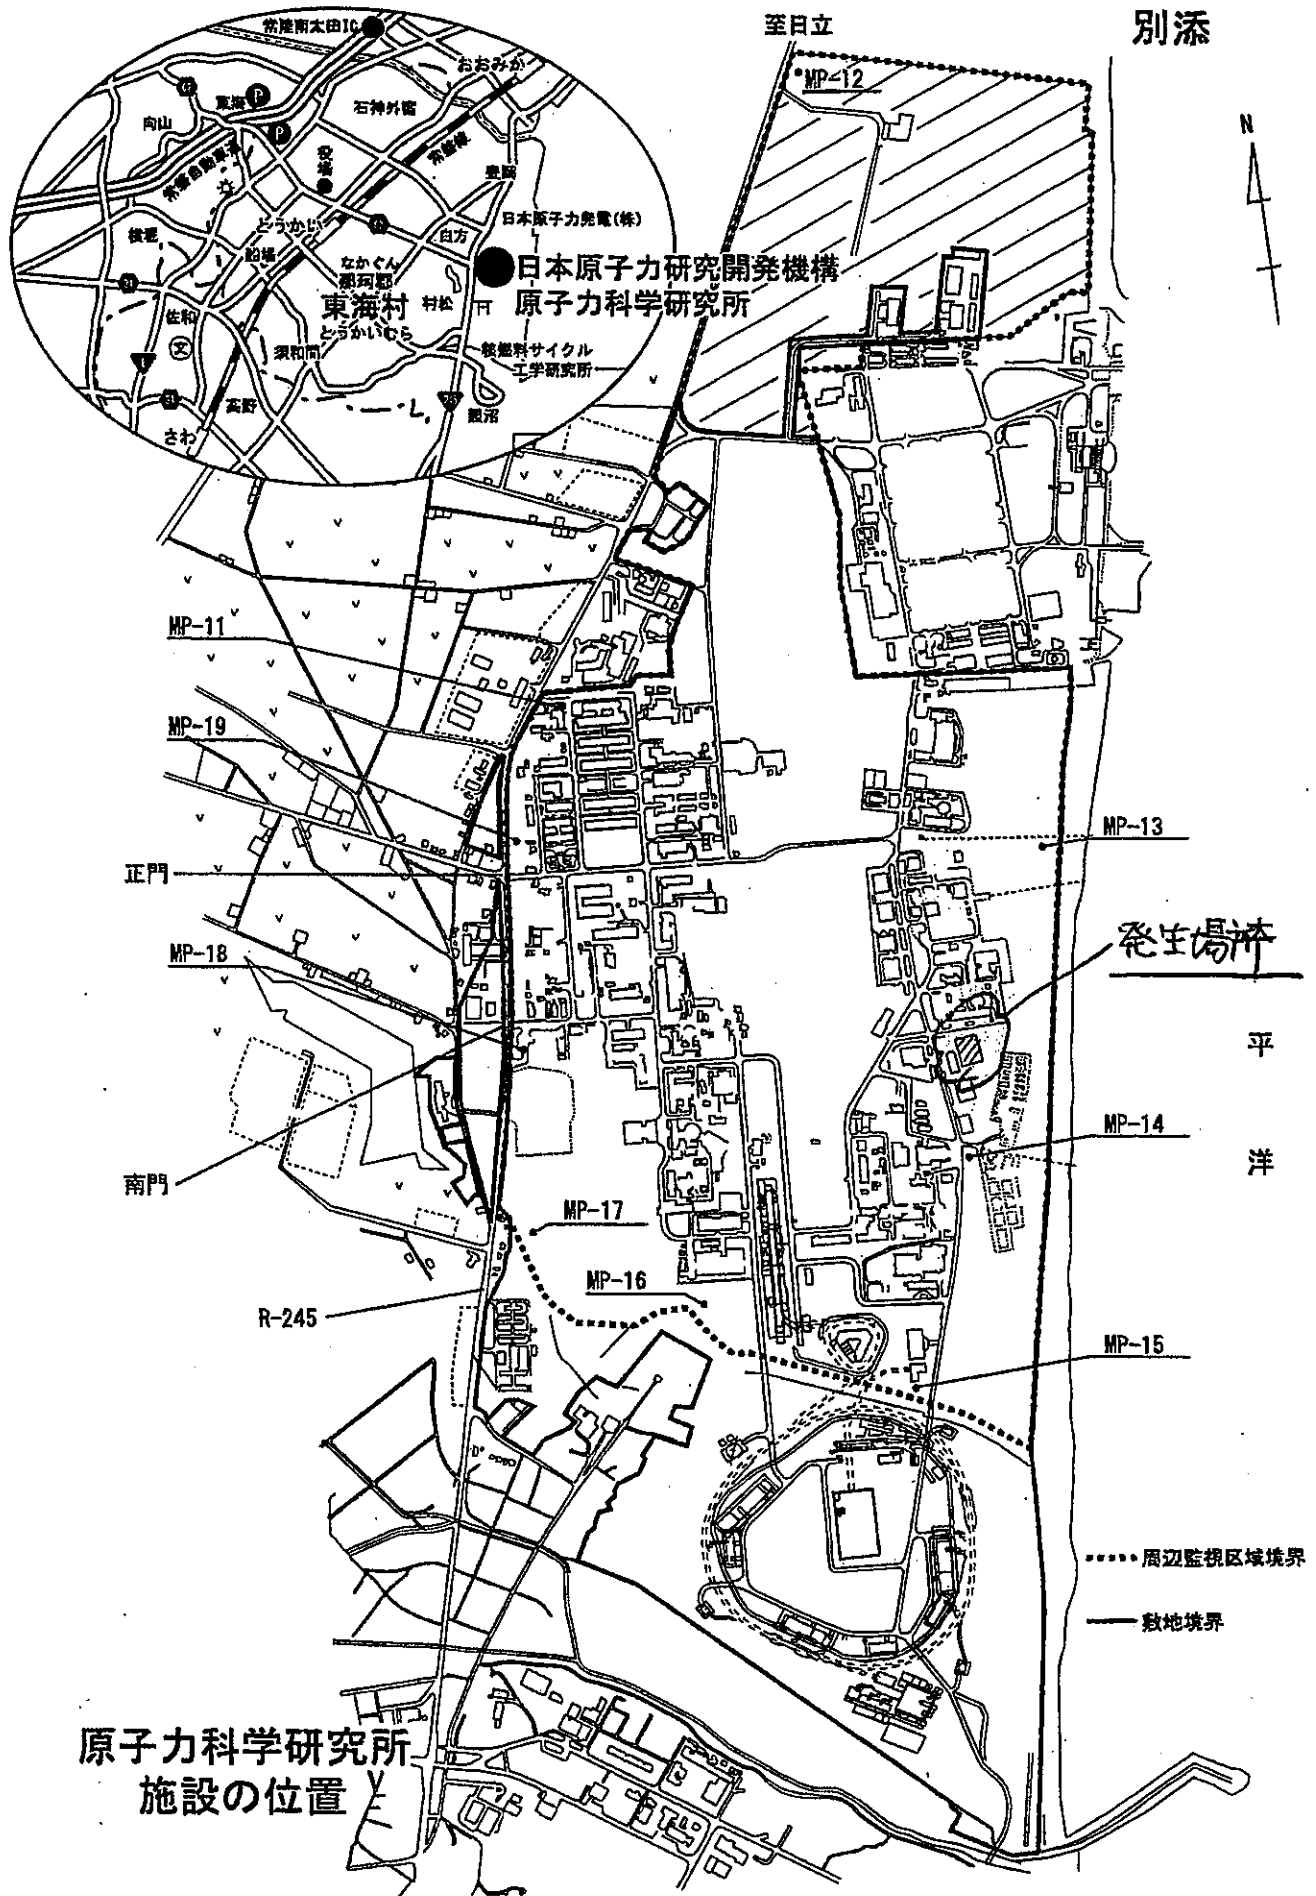 別添
至日立
MP-12
N
常陸南太田IC
おおみか
東海
P
石神外宿
向山
P
役場
常磐線
常磐自動車道
豊岡
とうかい
日本原子力発電(株)
白方
船場
なかぐん
那珂郡
日本原子力研究開発機構
原子力科学研究所
東海村
村松
とうかいむら
佐和
須和間
核燃料サイクル
工学研究所
文
6
245
高野
さわ
MP-11
MP-19
MP-13
正門
発生場所
MP-18
平
洋
MP-14
南門
MP-17
MP-16
R-245
MP-15
周辺監視区域境界
敷地境界
原子力科学研究所
施設の位置